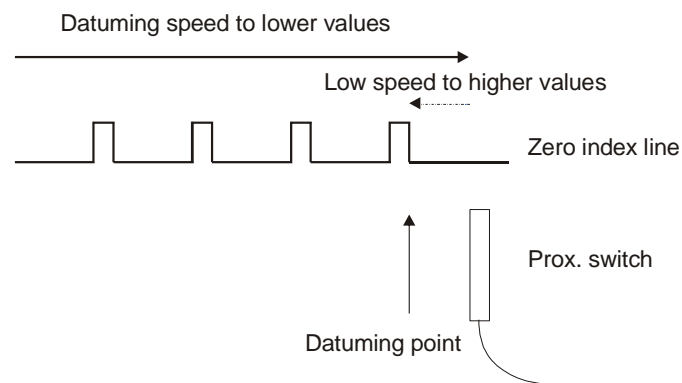 Datuming speed to lower values
Low speed to higher values
Zero index line
Prox. switch
Datuming point